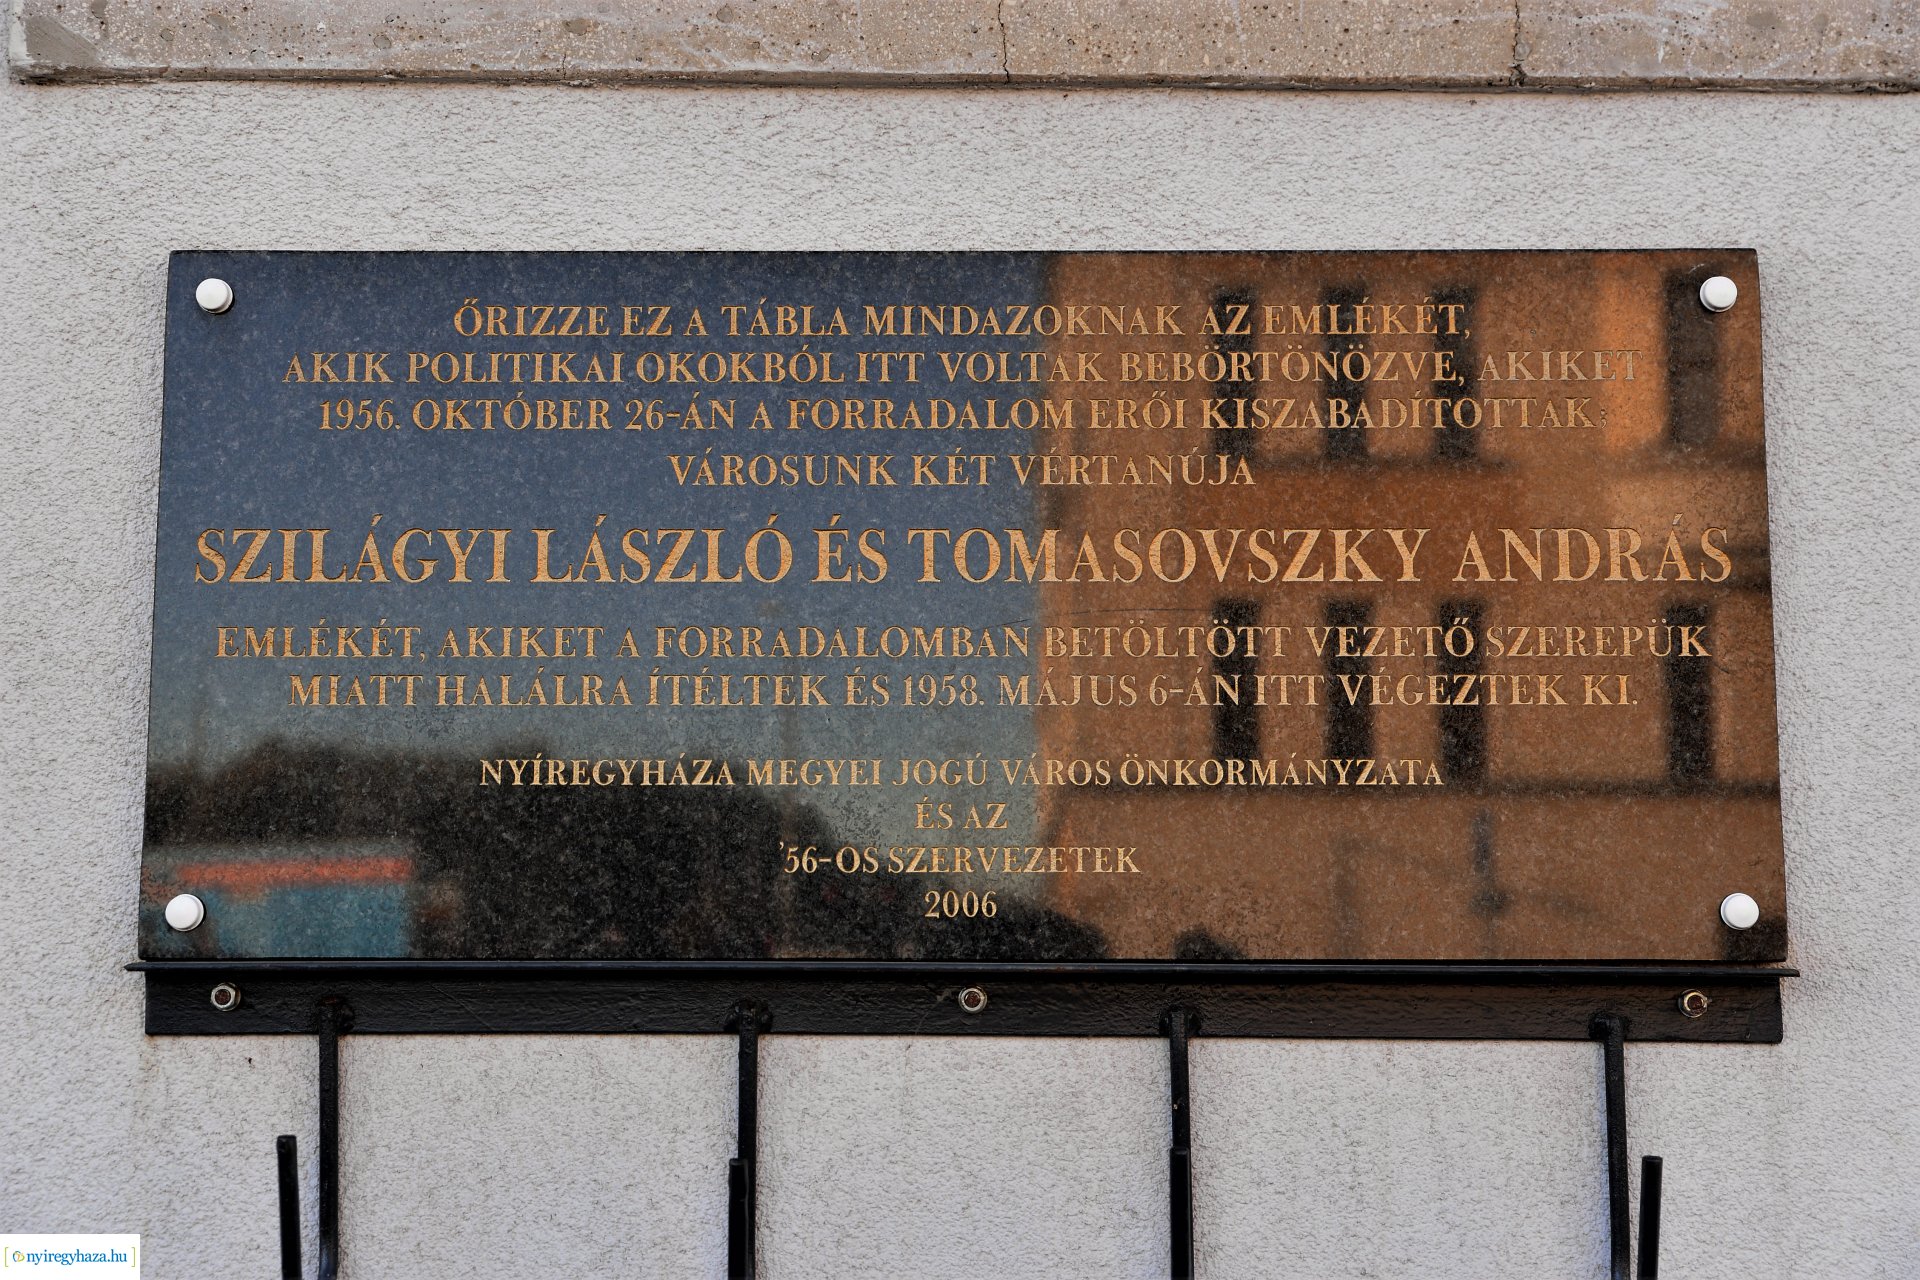 ŐRIZZE EZ A TÁBLA MINDAZOKNAK AZ EMLÉKÉT,
AKIK POLITIKAI OKOKBÓL ITT VOLTAK BEBÖRTÖNÖZVE, AKIKET
1956. OKTÓBER 26-ÁN A FORRADALOM ERŐI KISZABADÍTOTTAK;
VÁROSUNK KÉT VÉRTANÚJA
SZILÁGYI LÁSZLÓ ÉS TOMASOVSZKY ANDRÁS
EMLÉKÉT, AKIKET A FORRADALOMBAN BETÖLTÖTT VEZETŐ SZEREPÜK
MIATT HALÁLRA ÍTÉLTEK ÉS 1958. MÁJUS 6-ÁN ITT VÉGEZTEK KI.
NYÍREGYHÁZA MEGYEI JOGÚ VÁROS ÖNKORMÁNYZATA
ÉS AZ
'56-OS SZERVEZETEK
2006
nyiregyhaza.hu